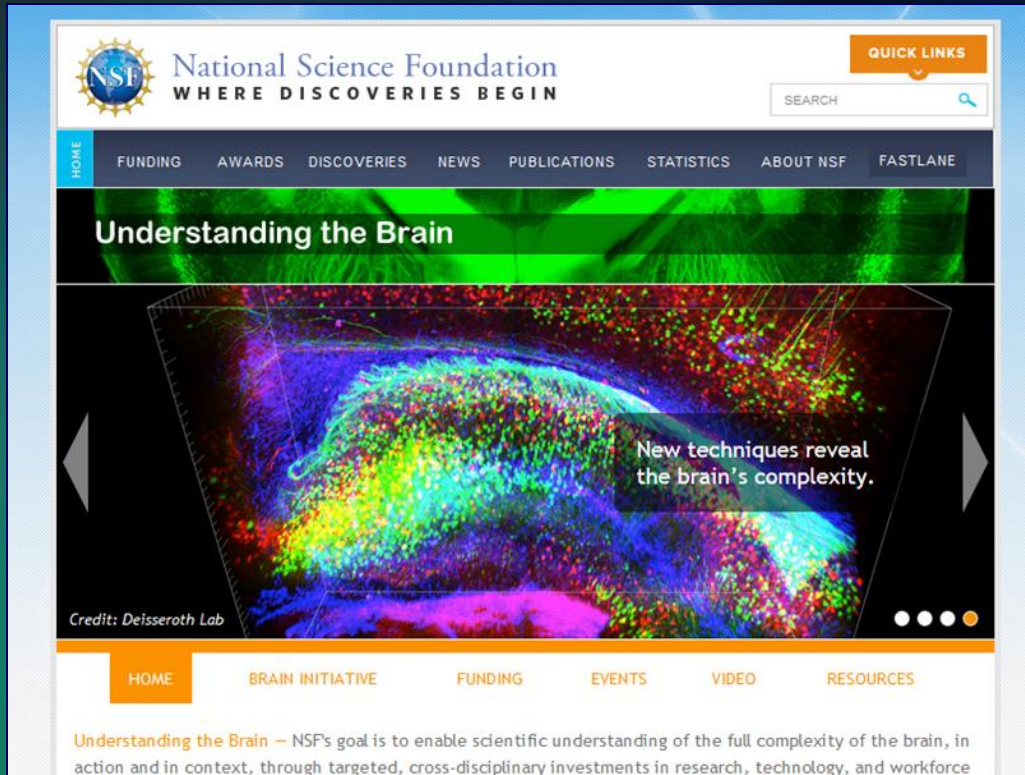 NSF
National Science Foundation
WHERE DISCOVERIES BEGIN
QUICK LINKS
SEARCH
HOME
FUNDING AWARDS DISCOVERIES NEWS PUBLICATIONS STATISTICS ABOUT NSF FASTLANE
Understanding the Brain
New techniques reveal
the brain's complexity.
Credit: Deisseroth Lab
HOME BRAIN INITIATIVE FUNDING EVENTS VIDEO RESOURCES
Understanding the Brain — NSF's goal is to enable scientific understanding of the full complexity of the brain, in
action and in context, through targeted, cross-disciplinary investments in research, technology, and workforce